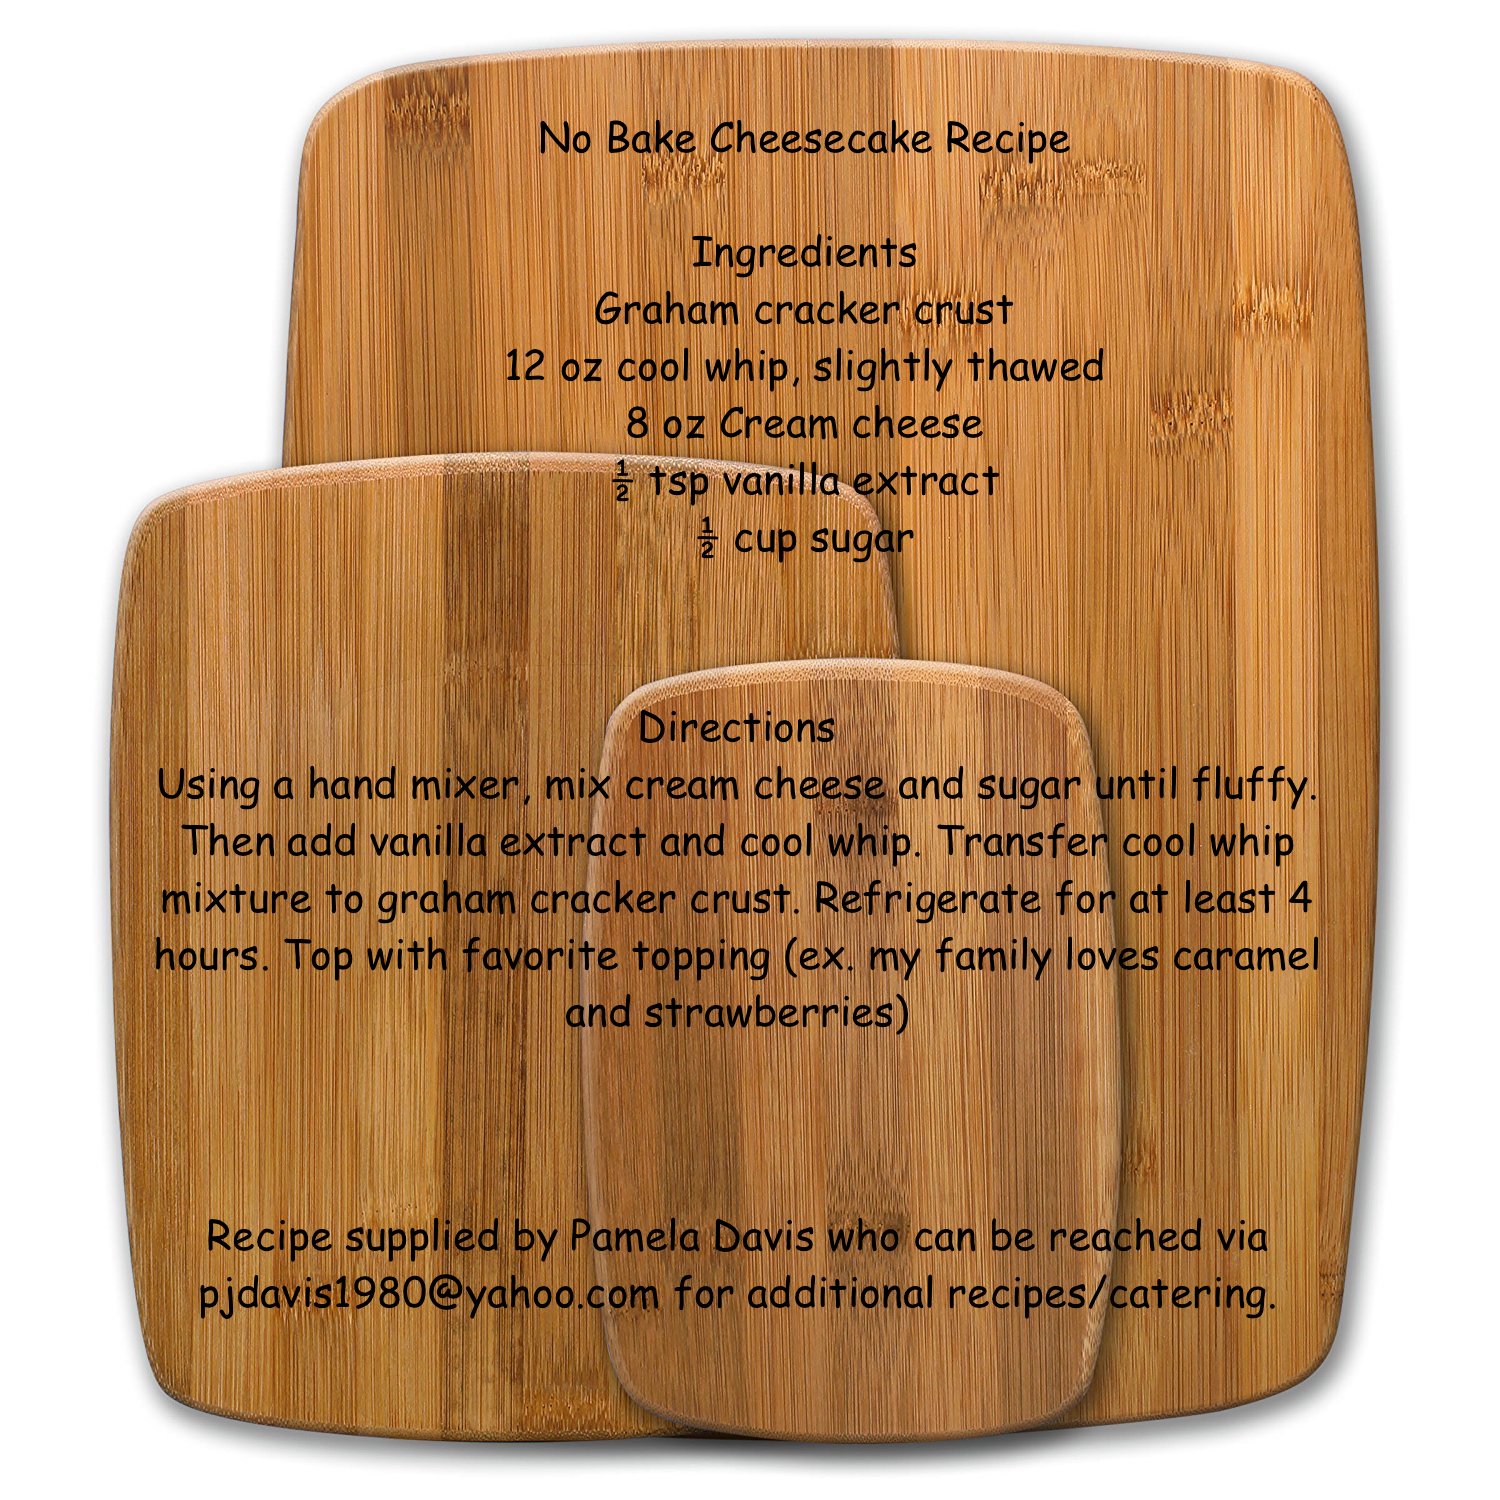 No Bake Cheesecake Recipe
Ingredients
Graham cracker crust
12 oz cool whip, slightly thawed
8 oz Cream cheese
½ tsp vanilla extract
½ cup sugar
Directions
Using a hand mixer, mix cream cheese and sugar until fluffy.
Then add vanilla extract and cool whip. Transfer cool whip
mixture to graham cracker crust. Refrigerate for at least 4
hours. Top with favorite topping (ex. my family loves caramel
and strawberries)
Recipe supplied by Pamela Davis who can be reached via
pjdavis1980@yahoo.com for additional recipes/catering.